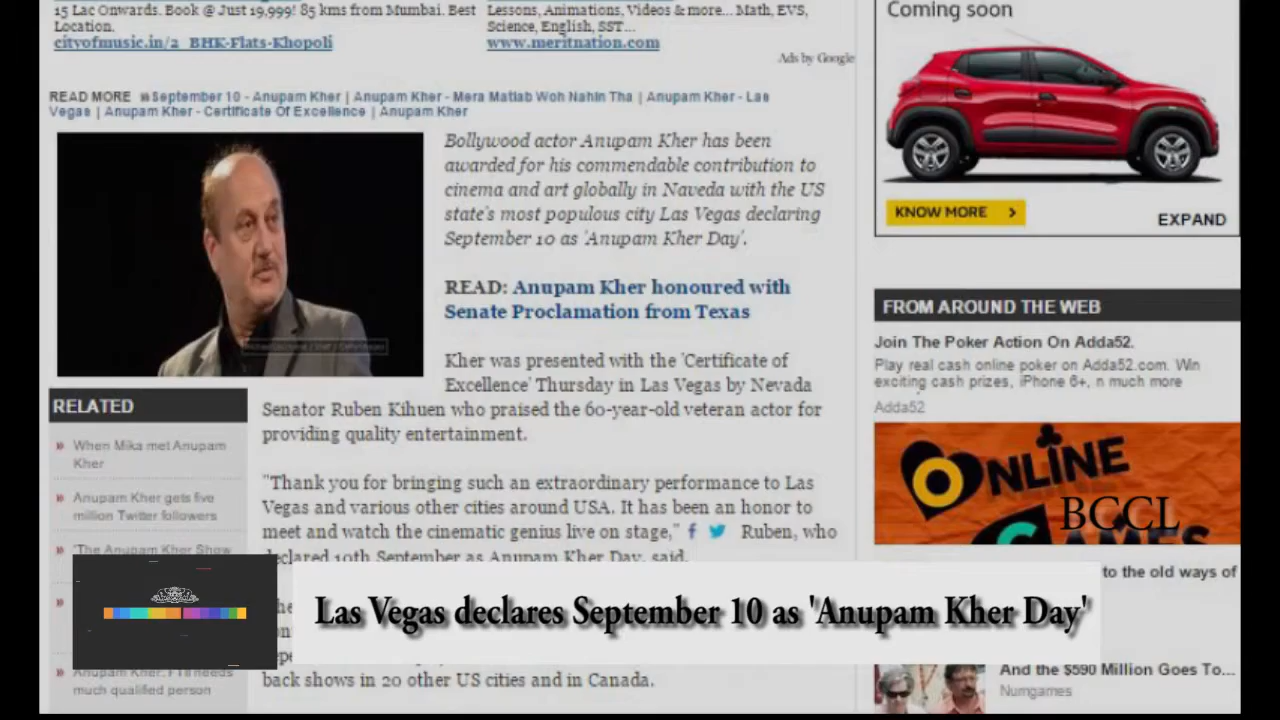 15 Lac Onwards. Book @ Just 19,999! 85 kms from Mumbai. Best
Location.
cityofmusic.in/2_BHK-Flats-Khopoli
Lessons, Animations, Videos & more... Math, EVS,
Science, English, SST...
www.meritnation.com
Ads by Google
READ MORE »September 10 - Anupam Kher | Anupam Kher - Mera Matlab Woh Nahin Tha | Anupam Kher - Las
Vegas | Anupam Kher - Certificate Of Excellence | Anupam Kher
Bollywood actor Anupam Kher has been
awarded for his commendable contribution to
cinema and art globally in Naveda with the US
state's most populous city Las Vegas declaring
September 10 as 'Anupam Kher Day'.
READ: Anupam Kher honoured with
Senate Proclamation from Texas
Kher was presented with the 'Certificate of
Excellence' Thursday in Las Vegas by Nevada
Senator Ruben Kihuen who praised the 60-year-old veteran actor for
providing quality entertainment.
"Thank you for bringing such an extraordinary performance to Las
Vegas and various other cities around USA. It has been an honor to
meet and watch the cinematic genius live on stage," Ruben, who
declared 10th September as Anupam Kher Day, said.
back shows in 20 other US cities and in Canada.
RELATED
» When Mika met Anupam
Kher
» Anupam Kher gets five
million Twitter followers
» 'The Anupam Kher Show
»
» Anupam Kher: FTII needs
much qualified person
Las Vegas declares September 10 as 'Anupam Kher Day'
Coming soon
KNOW MORE >
EXPAND
FROM AROUND THE WEB
Join The Poker Action On Adda52.
Play real cash online poker on Adda52.com. Win
exciting cash prizes, iPhone 6+, n much more
Adda52
ONLINE
GAMES
BCCL
to the old ways of
And the $590 Million Goes To...
Numgames